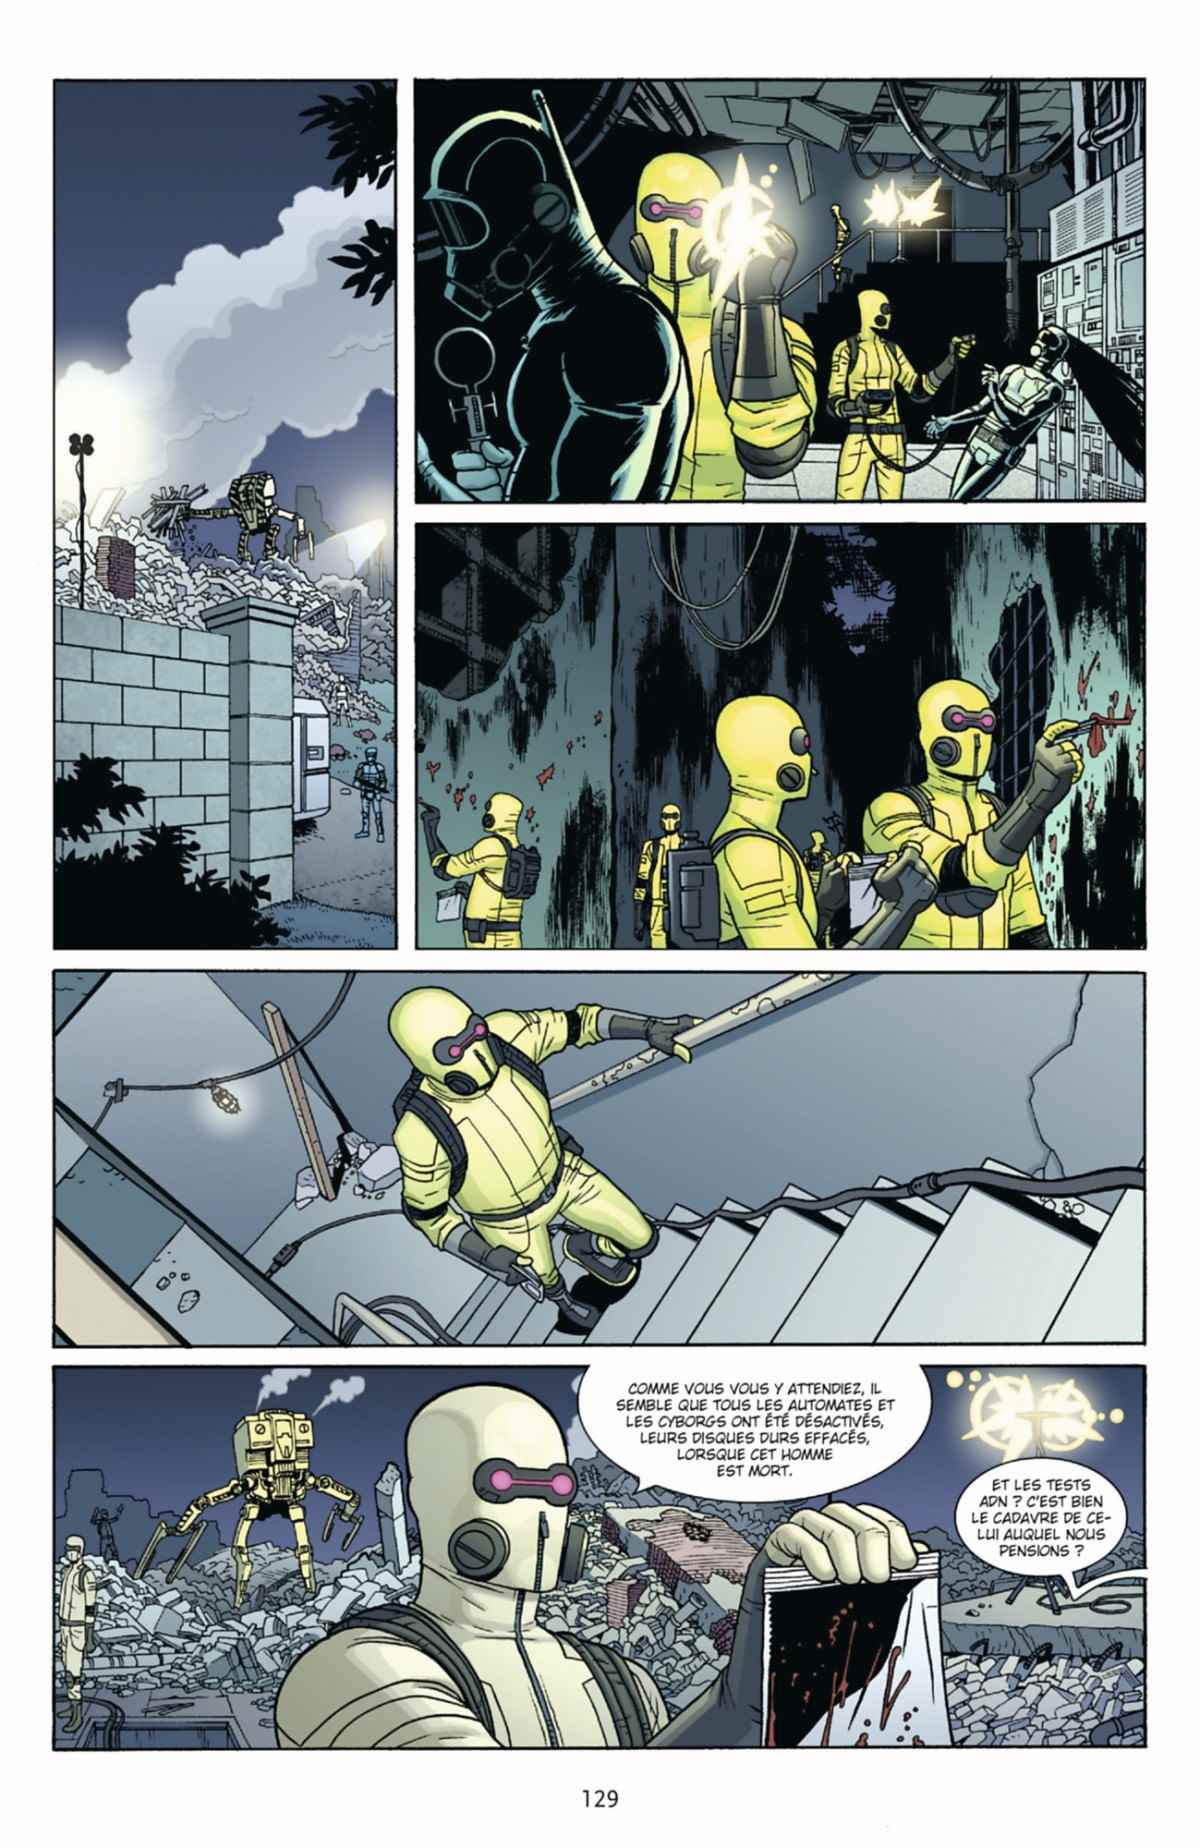 COMME VOUS VOUS Y ATTENDIEZ, IL
SEMBLE QUE TOUS LES AUTOMATES ET
LES CYBORGS ONT ÉTÉ DÉSACTIVÉS,
LEURS DISQUES DURS EFFACÉS,
LORSQUE CET HOMME
EST MORT.
ET LES TESTS
ADN ? C'EST BIEN
LE CADAVRE DE CE-
LUI AUQUEL NOUS
PENSIONS ?
129